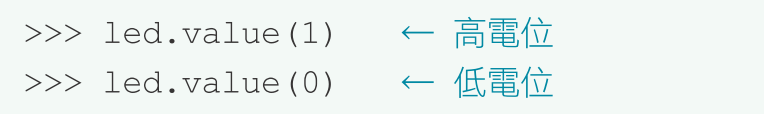 >>> led.value(1) ← 高電位
>>> led.value(0) ← 低電位